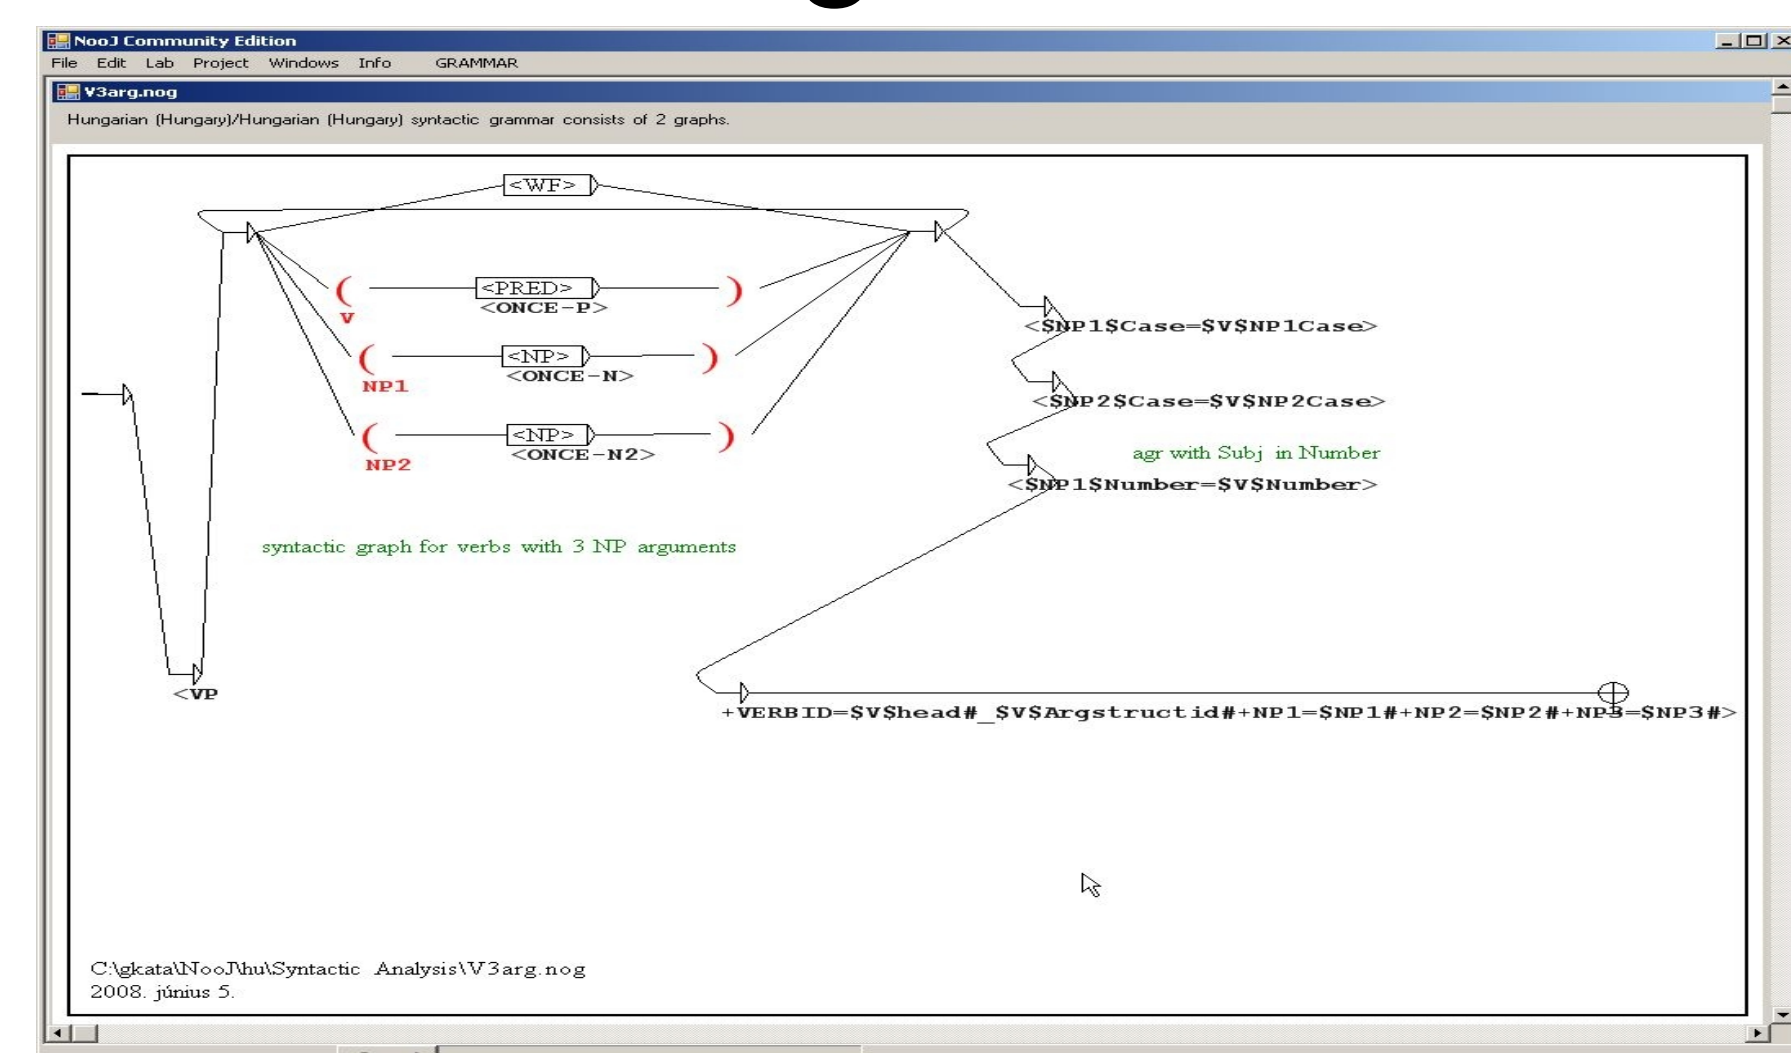 NooJ Community Edition
File Edit Lab Project Windows Info GRAMMAR
V3arg.nog
Hungarian (Hungary)/Hungarian (Hungary) syntactic grammar consists of 2 graphs.
<WF>
<PRED>
<ONCE-P>
V
<$NP1$Case=$V$NP1Case>
<NP>
<ONCE-N>
NP1
<$NP2$Case=$V$NP2Case>
<NP>
<ONCE-N2>
NP2
agr with Subj in Number
<$NP1$Number=$V$Number>
syntactic graph for verbs with 3 NP arguments
<VP
+VERBID=$V$head#_$V$Argstructid#+NP1=$NP1#+NP2=$NP2#+NP3=$NP3#>
C:\gkata\NooJ\hu\Syntactic Analysis\V3arg.nog
2008. június 5.